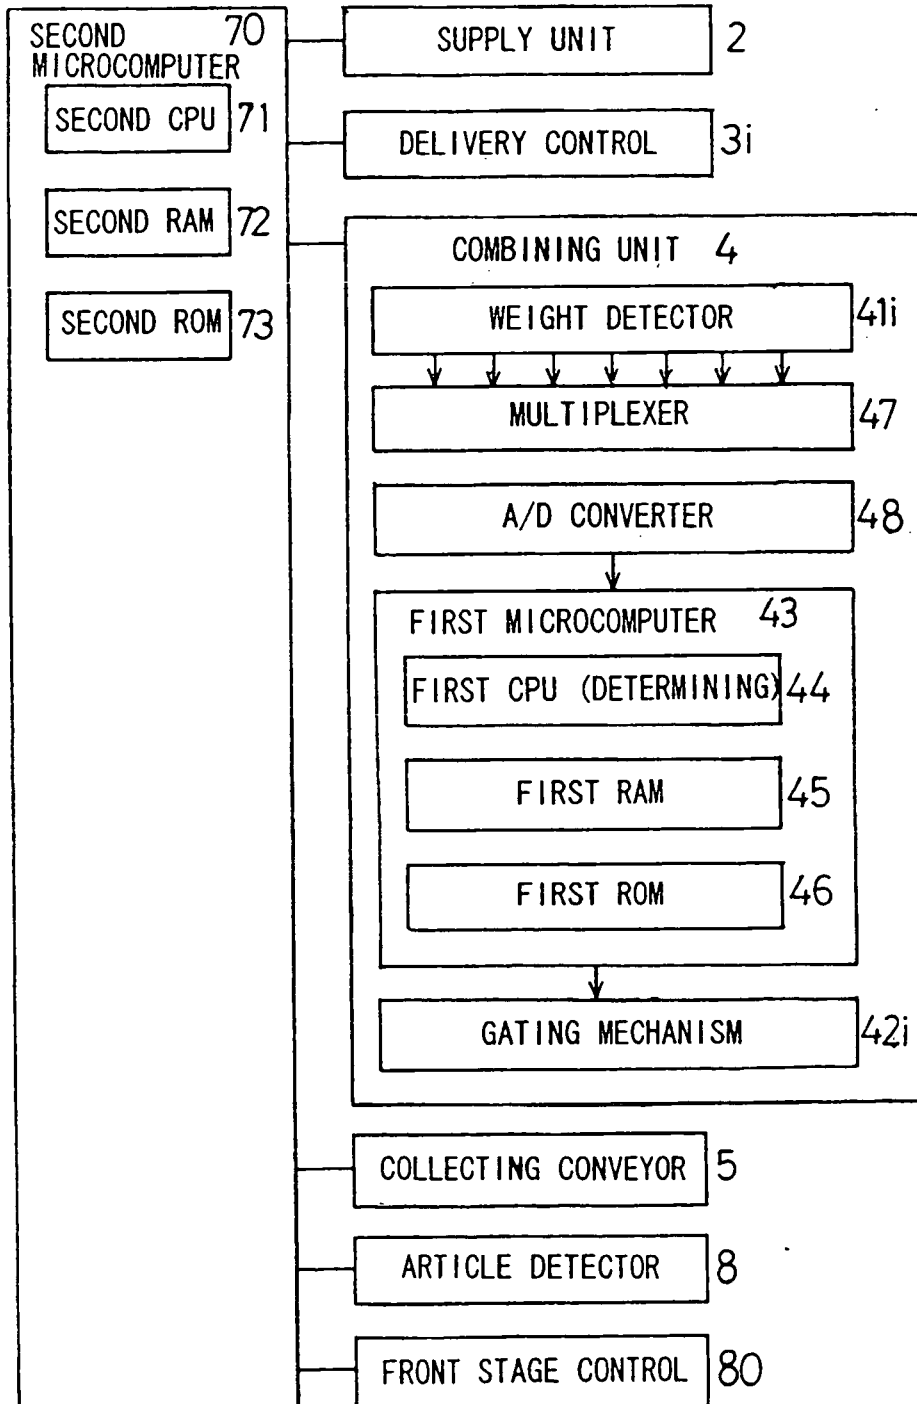 SECOND 70
MICROCOMPUTER
SECOND CPU 71
SECOND RAM 72
SECOND ROM 73
SUPPLY UNIT 2
DELIVERY CONTROL 3i
COMBINING UNIT 4
WEIGHT DETECTOR 41i
MULTIPLEXER 47
A/D CONVERTER 48
FIRST MICROCOMPUTER 43
FIRST CPU (DETERMINING) 44
FIRST RAM 45
FIRST ROM 46
GATING MECHANISM 42i
COLLECTING CONVEYOR 5
ARTICLE DETECTOR 8
FRONT STAGE CONTROL 80